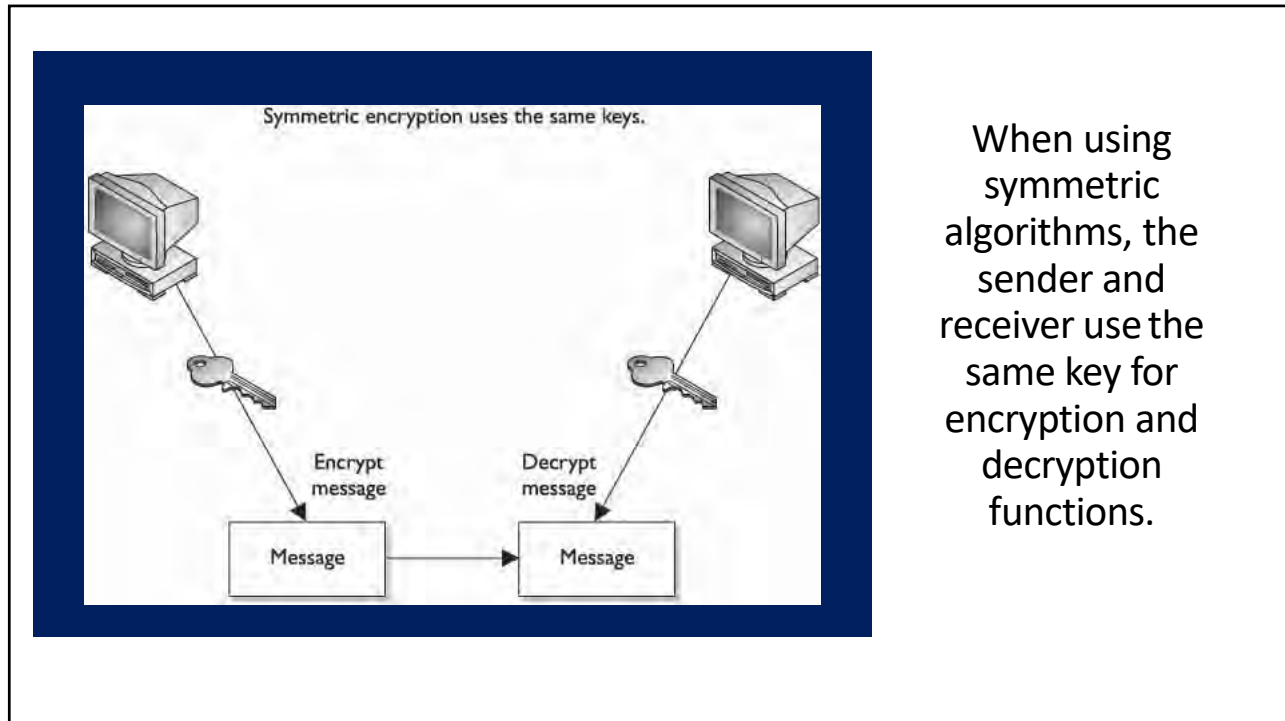 Symmetric encryption uses the same keys.
Encrypt
message
Decrypt
message
Message
Message
When using
symmetric
algorithms, the
sender and
receiver use the
same key for
encryption and
decryption
functions.